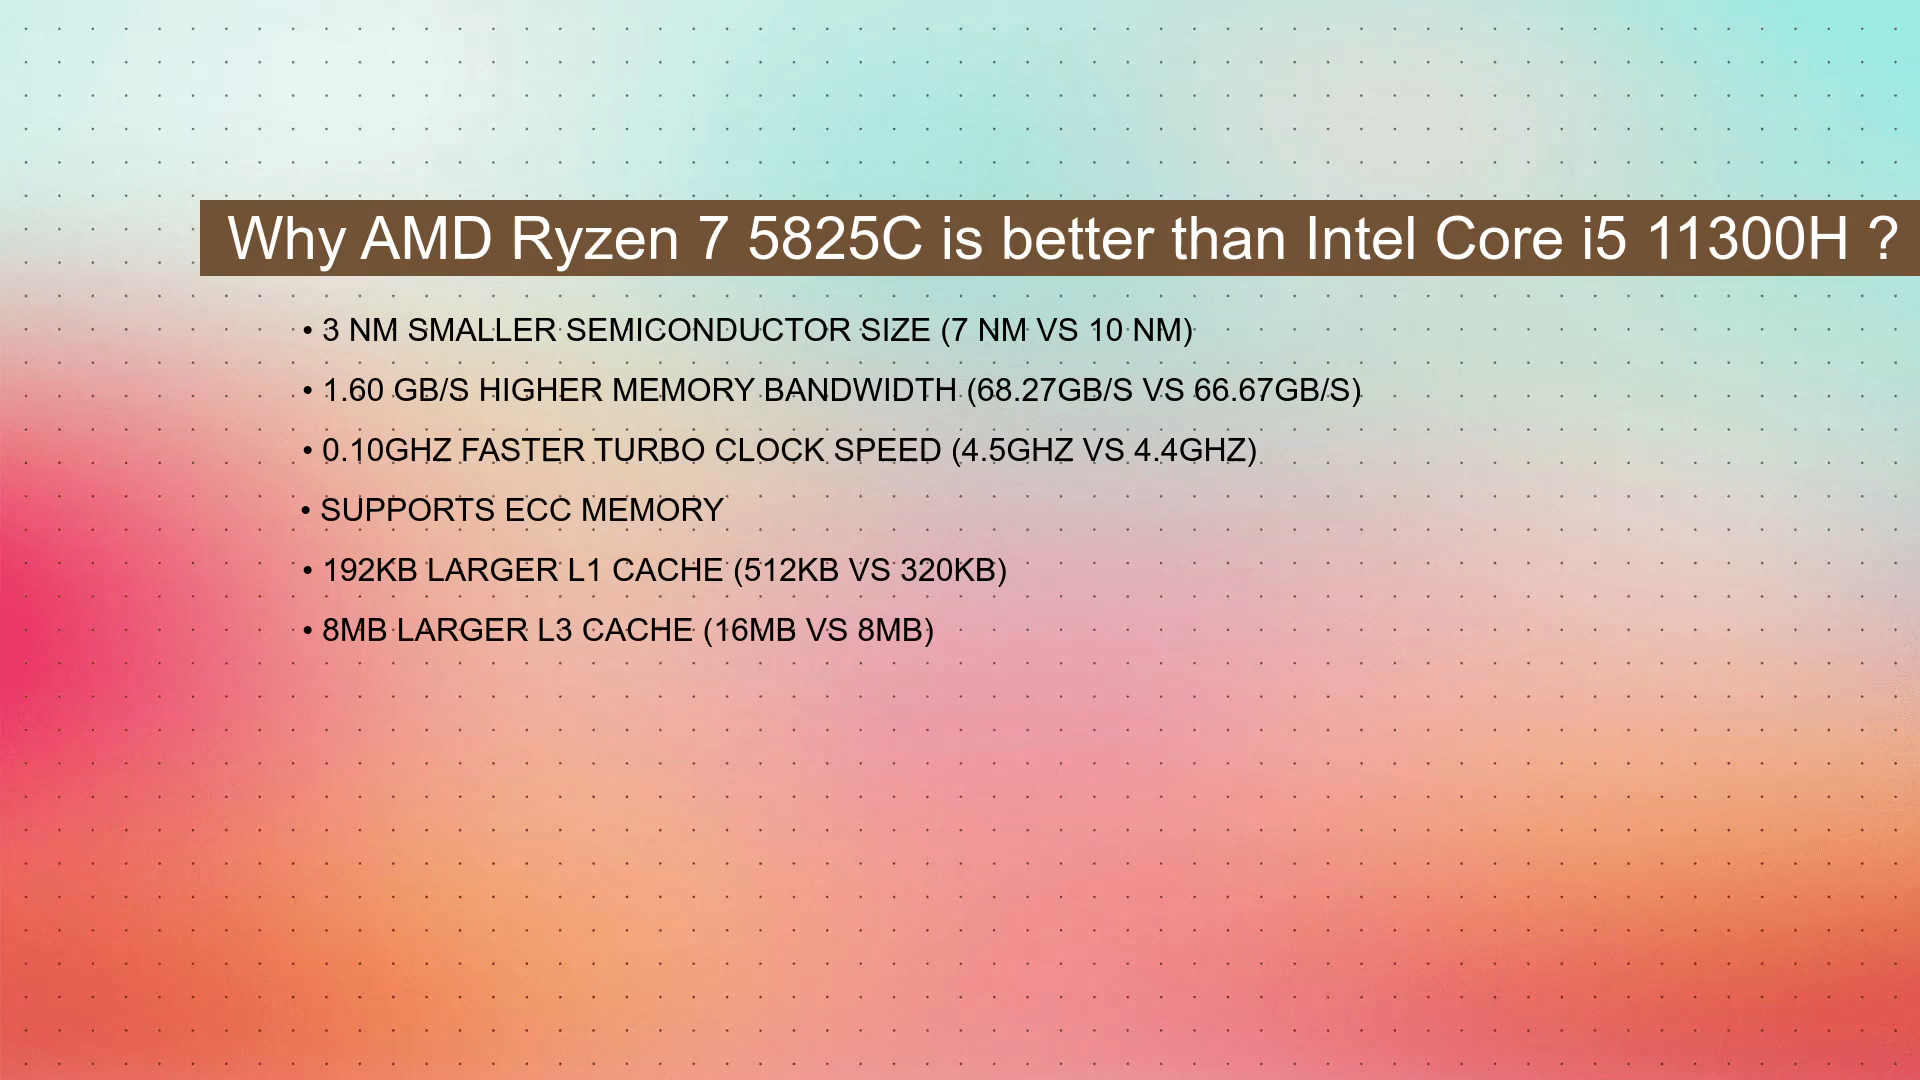 Why AMD Ryzen 7 5825C is better than Intel Core i5 11300H ?
• 3 NM SMALLER SEMICONDUCTOR SIZE (7 NM VS 10 NM)
• 1.60 GB/S HIGHER MEMORY BANDWIDTH (68.27GB/S VS 66.67GB/S)
• 0.10GHZ FASTER TURBO CLOCK SPEED (4.5GHZ VS 4.4GHZ)
• SUPPORTS ECC MEMORY
• 192KB LARGER L1 CACHE (512KB VS 320KB)
• 8MB LARGER L3 CACHE (16MB VS 8MB)